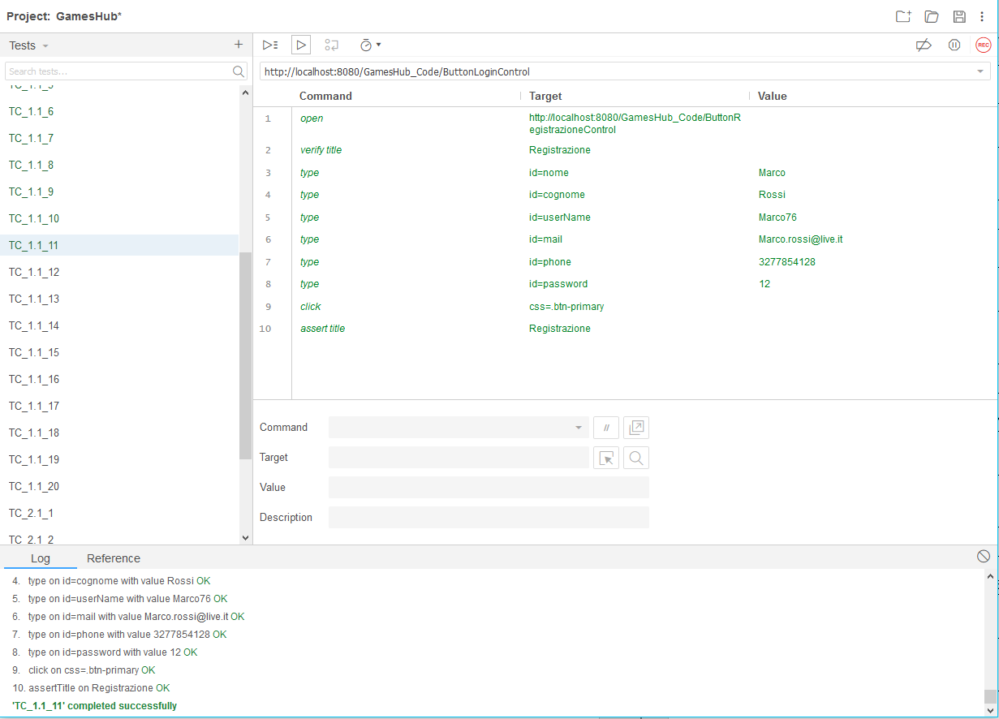 Project: GamesHub*
Tests
Search tests...
TC_1.1_5
TC_1.1_6
TC_1.1_7
TC_1.1_8
TC_1.1_9
TC_1.1_10
TC_1.1_11
TC_1.1_12
TC_1.1_13
TC_1.1_14
TC_1.1_15
TC_1.1_16
TC_1.1_17
TC_1.1_18
TC_1.1_19
TC_1.1_20
TC_2.1_1
TC_2.1_2
REC
http://localhost:8080/GamesHub_Code/ButtonLoginControl
Command Target Value
1 open http://localhost:8080/GamesHub_Code/ButtonR
egistrazioneControl
2 verify title Registrazione
3 type id=nome Marco
4 type id=cognome Rossi
5 type id=userName Marco76
6 type id=mail Marco.rossi@live.it
7 type id=phone 3277854128
8 type id=password 12
9 click css=.btn-primary
10 assert title Registrazione
Command //
Target
Value
Description
Log Reference
4. type on id=cognome with value Rossi OK
5. type on id=userName with value Marco76 OK
6. type on id=mail with value Marco.rossi@live.it OK
7. type on id=phone with value 3277854128 OK
8. type on id=password with value 12 OK
9. click on css=.btn-primary OK
10. assertTitle on Registrazione OK
'TC_1.1_11' completed successfully